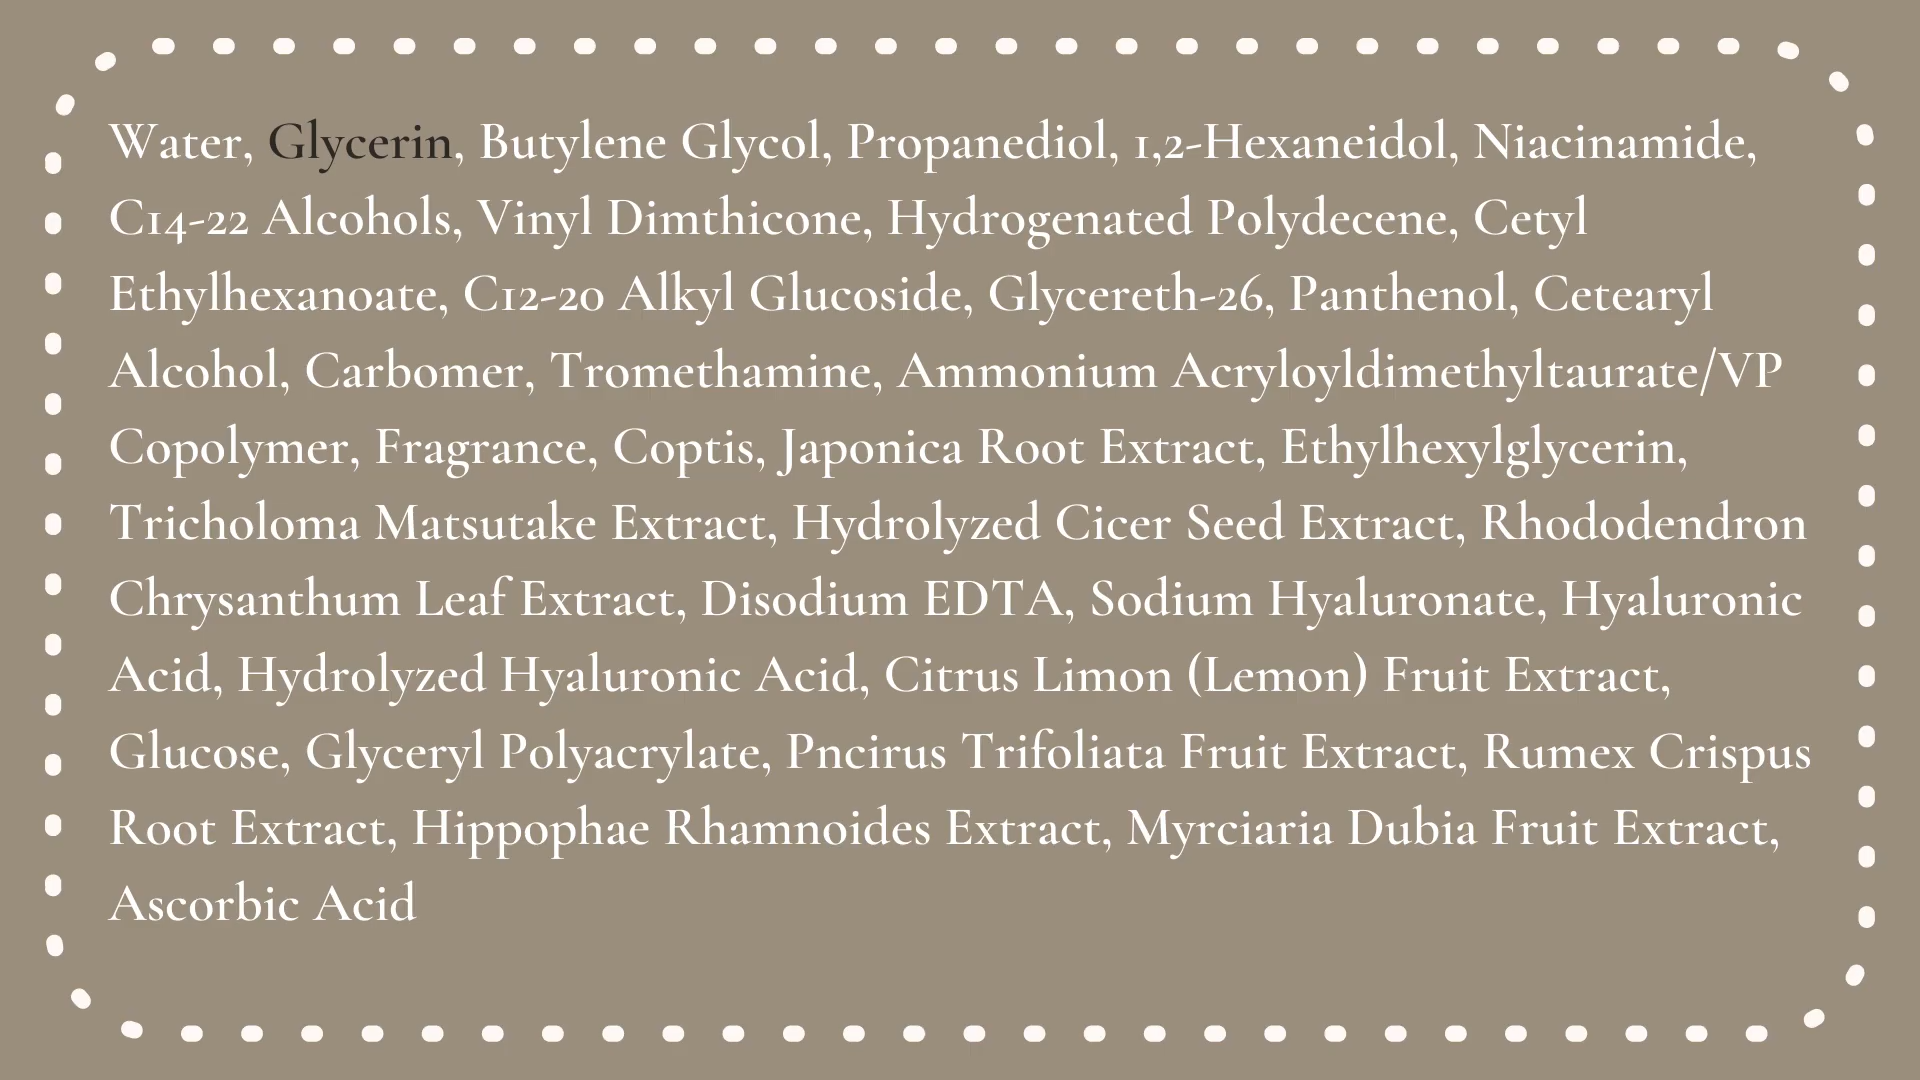 Water, Glycerin, Butylene Glycol, Propanediol, 1,2-Hexaneidol, Niacinamide,
C14-22 Alcohols, Vinyl Dimthicone, Hydrogenated Polydecene, Cetyl
Ethylhexanoate, C12-20 Alkyl Glucoside, Glycereth-26, Panthenol, Cetearyl
Alcohol, Carbomer, Tromethamine, Ammonium Acryloyldimethyltaurate/VP
Copolymer, Fragrance, Coptis, Japonica Root Extract, Ethylhexylglycerin,
Tricholoma Matsutake Extract, Hydrolyzed Cicer Seed Extract, Rhododendron
Chrysanthum Leaf Extract, Disodium EDTA, Sodium Hyaluronate, Hyaluronic
Acid, Hydrolyzed Hyaluronic Acid, Citrus Limon (Lemon) Fruit Extract,
Glucose, Glyceryl Polyacrylate, Pncirus Trifoliata Fruit Extract, Rumex Crispus
Root Extract, Hippophae Rhamnoides Extract, Myrciaria Dubia Fruit Extract,
Ascorbic Acid